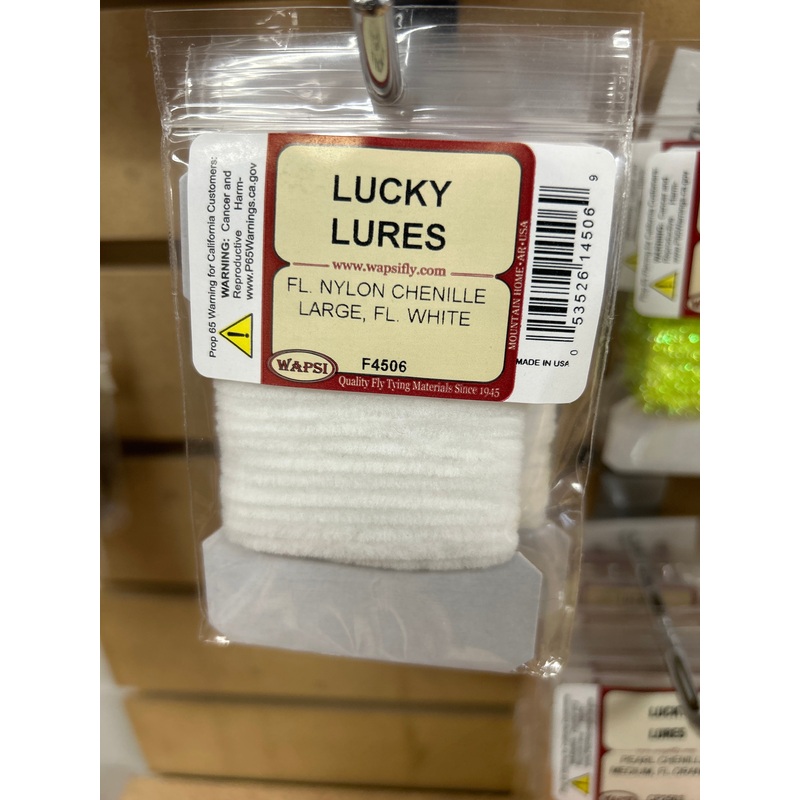 LUCKY
LURES
www.wapsifly.com
FL. NYLON CHENILLE
LARGE, FL. WHITE
WAPSI
F4506
Quality Fly Tying Materials Since 1945
MOUNTAIN HOME•AR•USA
Prop 65 Warning for California Customers:
WARNING: Cancer and
Reproductive Harm-
www.P65Warnings.ca.gov
0 53526 14506 9
MADE IN USA
LUCKY
LURES